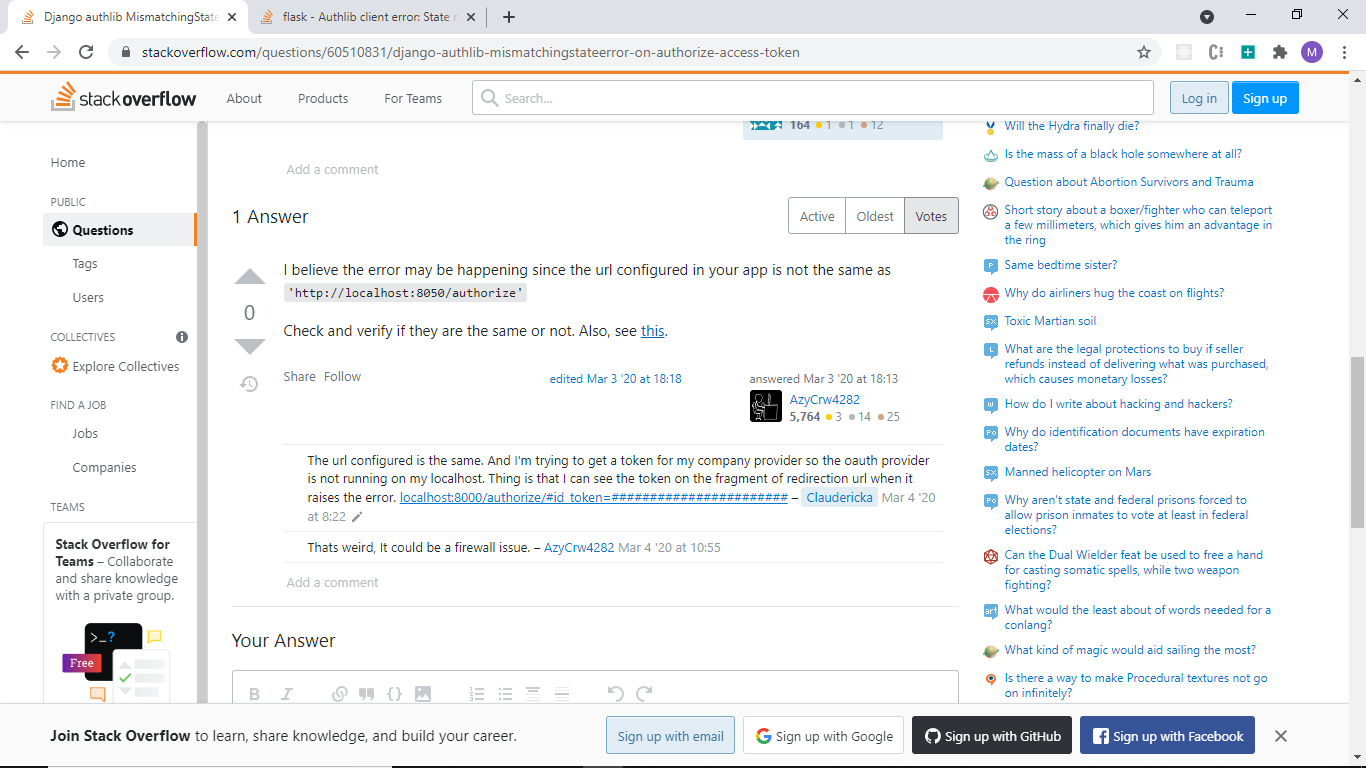 Django authlib MismatchingState
flask - Authlib client error: State n
stackoverflow.com/questions/60510831/django-authlib-mismatchingstateerror-on-authorize-access-token
M
stack overflow
About
Products
For Teams
Search...
Log in
Sign up
Home
PUBLIC
Questions
Tags
Users
COLLECTIVES
Explore Collectives
FIND A JOB
Jobs
Companies
TEAMS
Stack Overflow for
Teams – Collaborate
and share knowledge
with a private group.
>_?
Free
164 1 1 12
Add a comment
1 Answer
Active
Oldest
Votes
I believe the error may be happening since the url configured in your app is not the same as
'http://localhost:8050/authorize'
0
Check and verify if they are the same or not. Also, see this.
Share Follow
edited Mar 3 '20 at 18:18
answered Mar 3 '20 at 18:13
AzyCrw4282
5,764 3 14 25
The url configured is the same. And I'm trying to get a token for my company provider so the oauth provider
is not running on my localhost. Thing is that I can see the token on the fragment of redirection url when it
raises the error. localhost:8000/authorize/#id_token=####################### – Claudericka Mar 4 '20
at 8:22
Thats weird, It could be a firewall issue. – AzyCrw4282 Mar 4 '20 at 10:55
Add a comment
Your Answer
B I
Will the Hydra finally die?
Is the mass of a black hole somewhere at all?
Question about Abortion Survivors and Trauma
Short story about a boxer/fighter who can teleport
a few millimeters, which gives him an advantage in
the ring
Same bedtime sister?
Why do airliners hug the coast on flights?
Toxic Martian soil
What are the legal protections to buy if seller
refunds instead of delivering what was purchased,
which causes monetary losses?
How do I write about hacking and hackers?
Why do identification documents have expiration
dates?
Manned helicopter on Mars
Why aren't state and federal prisons forced to
allow prison inmates to vote at least in federal
elections?
Can the Dual Wielder feat be used to free a hand
for casting somatic spells, while two weapon
fighting?
What would the least about of words needed for a
conlang?
What kind of magic would aid sailing the most?
Is there a way to make Procedural textures not go
on infinitely?
Join Stack Overflow to learn, share knowledge, and build your career.
Sign up with email
Sign up with Google
Sign up with GitHub
Sign up with Facebook